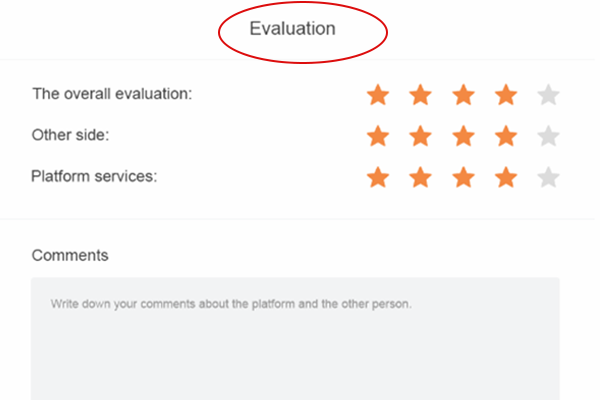 Evaluation
The overall evaluation:
Other side:
Platform services:
Comments
Write down your comments about the platform and the other person.